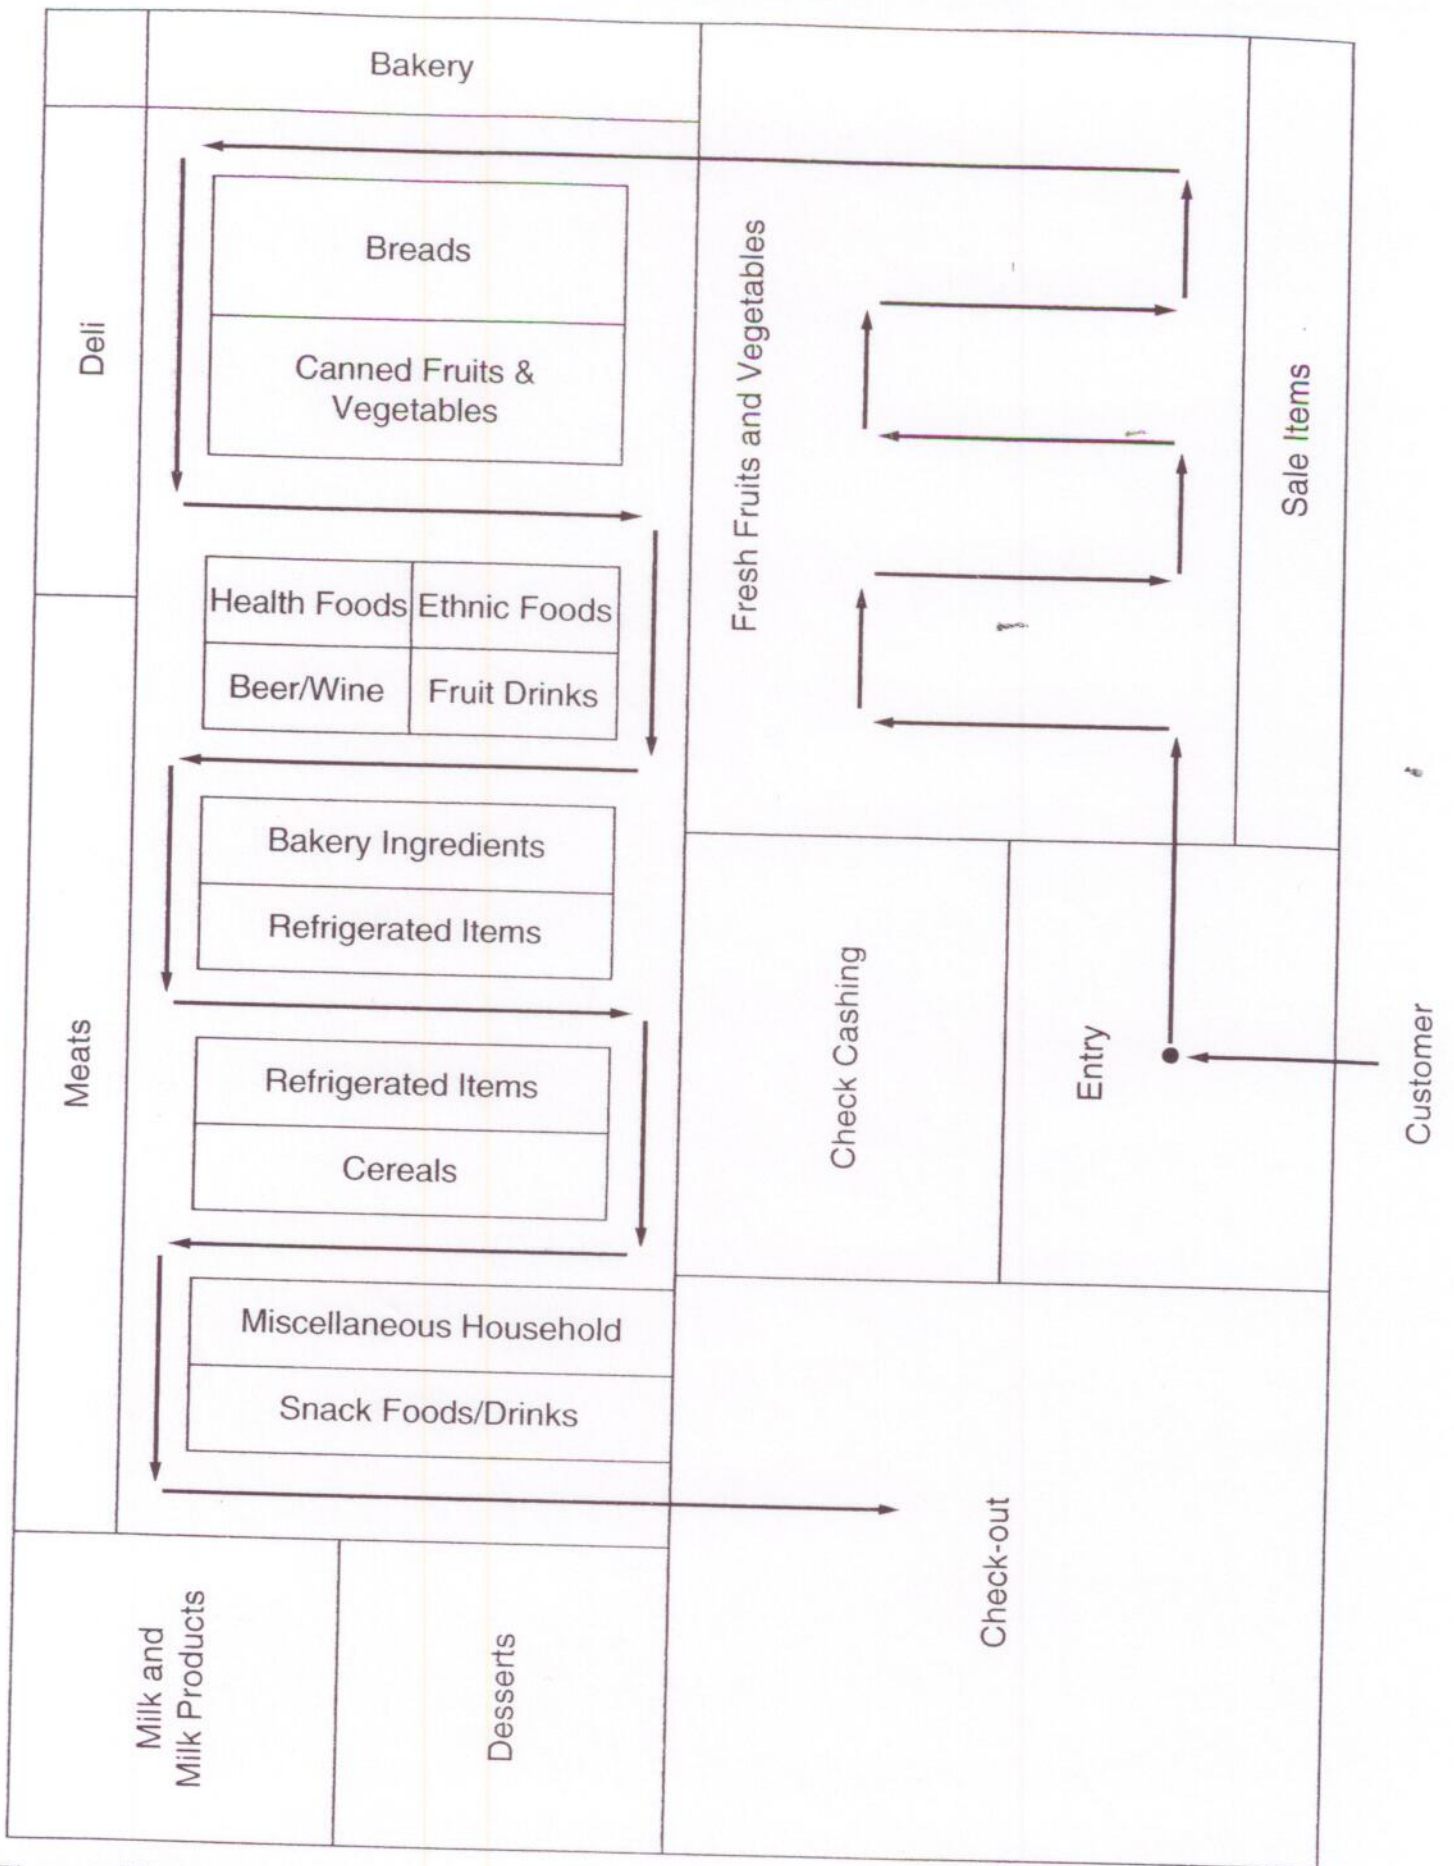 Bakery
Deli
Breads
Canned Fruits &
Vegetables
Fresh Fruits and Vegetables
Sale Items
Health Foods
Ethnic Foods
Beer/Wine
Fruit Drinks
Meats
Bakery Ingredients
Refrigerated Items
Refrigerated Items
Cereals
Check Cashing
Entry
Customer
Miscellaneous Household
Snack Foods/Drinks
Check-out
Milk and
Milk Products
Desserts